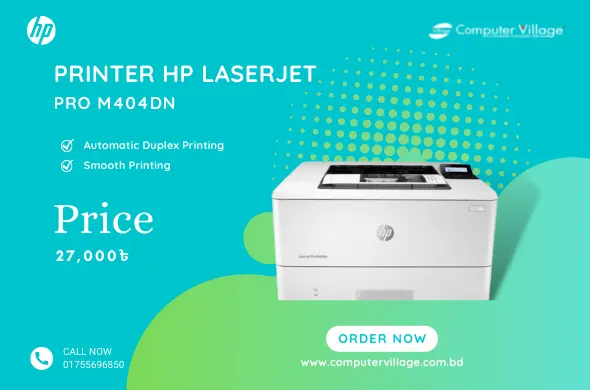 hp
Computer Village
PRINTER HP LASERJET
PRO M404DN
Automatic Duplex Printing
Smooth Printing
Price
27,000৳
hp
ORDER NOW
CALL NOW
01755696850
www.computervillage.com.bd